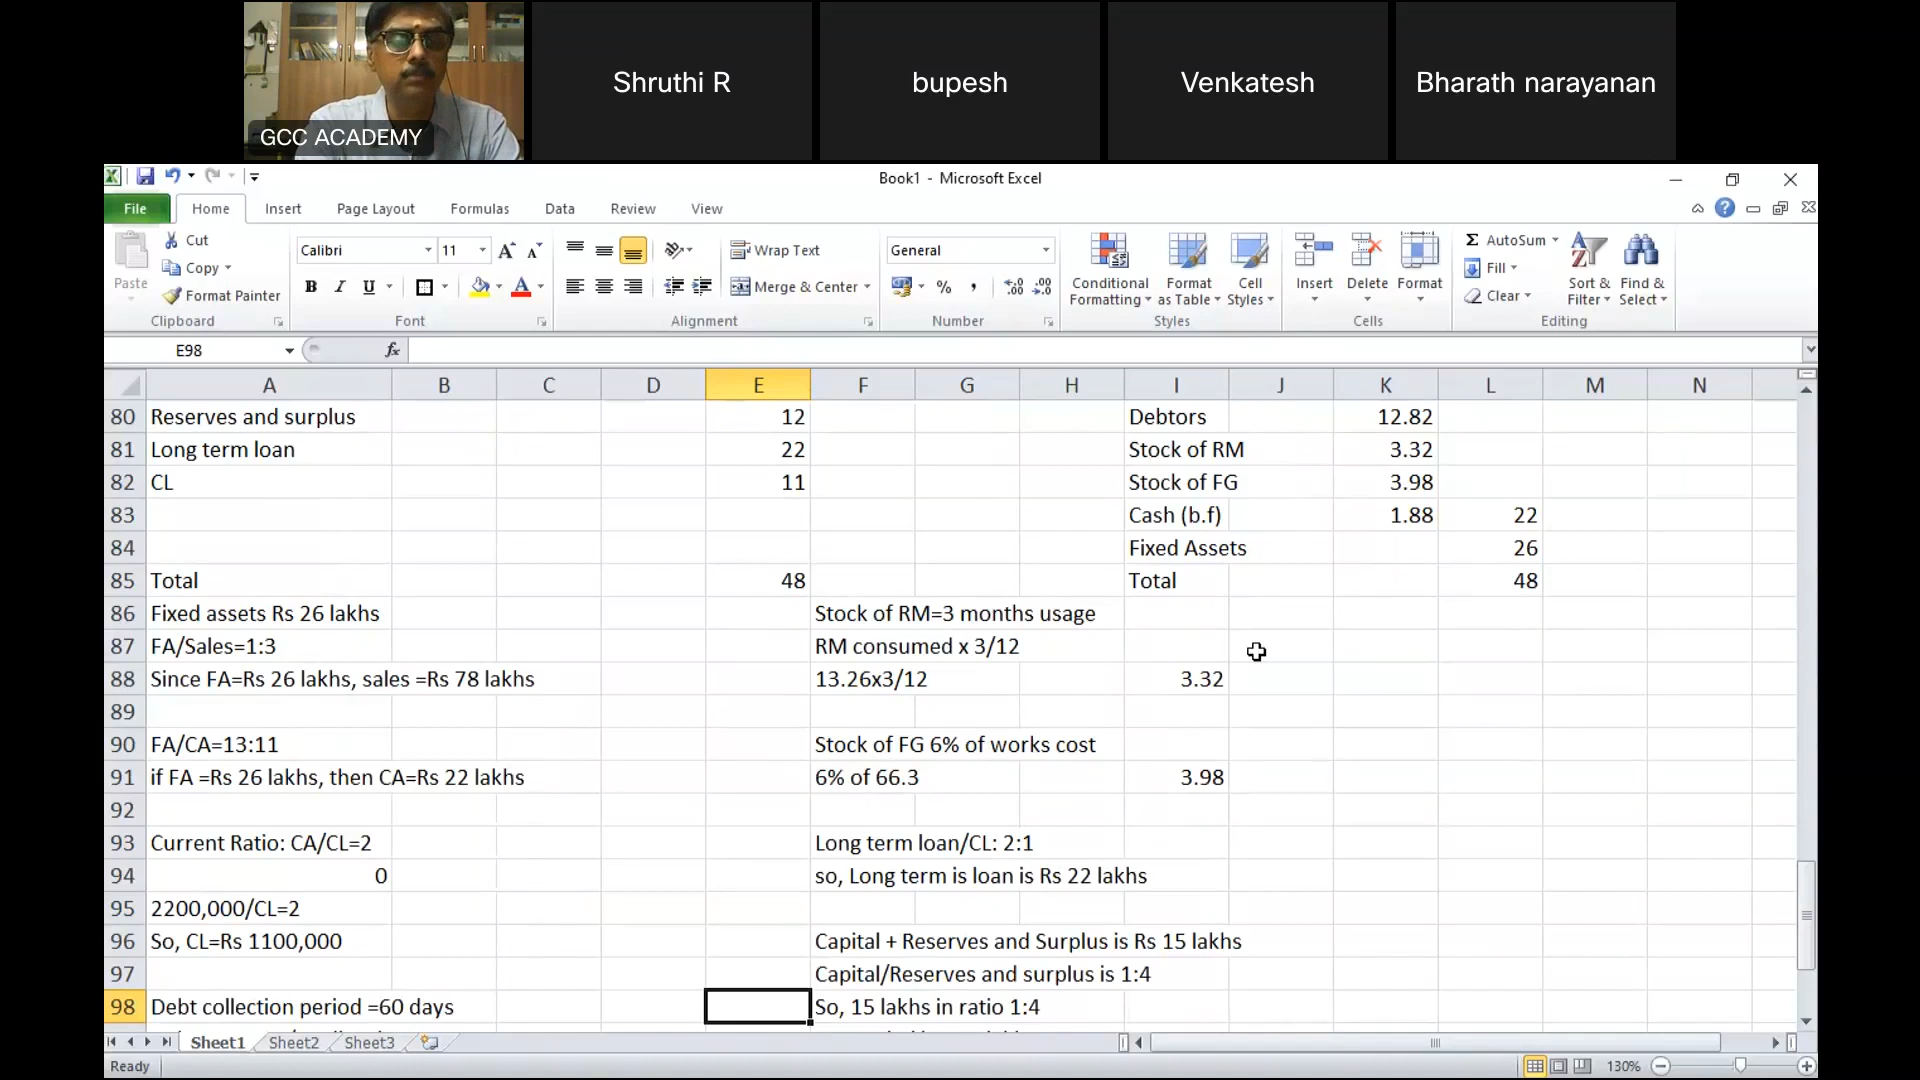 GCC ACADEMY
Shruthi R
bupesh
Venkatesh
Bharath narayanan
Book1 - Microsoft Excel
File Home Insert Page Layout Formulas Data Review View
Paste
Cut
Copy
Format Painter
Clipboard
Calibri 11
B I U
Font
Wrap Text
Merge & Center
Alignment
General
Number
Conditional Formatting
Format as Table
Cell Styles
Styles
Insert
Delete
Format
Cells
Σ AutoSum
Fill
Clear
Sort & Filter
Find & Select
Editing
E98
fx
A B C D E F G H I J K L M N
80 Reserves and surplus 12 Debtors 12.82
81 Long term loan 22 Stock of RM 3.32
82 CL 11 Stock of FG 3.98
83 Cash (b.f) 1.88 22
84 Fixed Assets 26
85 Total 48 Total 48
86 Fixed assets Rs 26 lakhs Stock of RM=3 months usage
87 FA/Sales=1:3 RM consumed x 3/12
88 Since FA=Rs 26 lakhs, sales =Rs 78 lakhs 13.26x3/12 3.32
89
90 FA/CA=13:11 Stock of FG 6% of works cost
91 if FA =Rs 26 lakhs, then CA=Rs 22 lakhs 6% of 66.3 3.98
92
93 Current Ratio: CA/CL=2 Long term loan/CL: 2:1
94 0 so, Long term is loan is Rs 22 lakhs
95 2200,000/CL=2
96 So, CL=Rs 1100,000 Capital + Reserves and Surplus is Rs 15 lakhs
97 Capital/Reserves and surplus is 1:4
98 Debt collection period =60 days So, 15 lakhs in ratio 1:4
Sheet1 Sheet2 Sheet3
Ready 130%